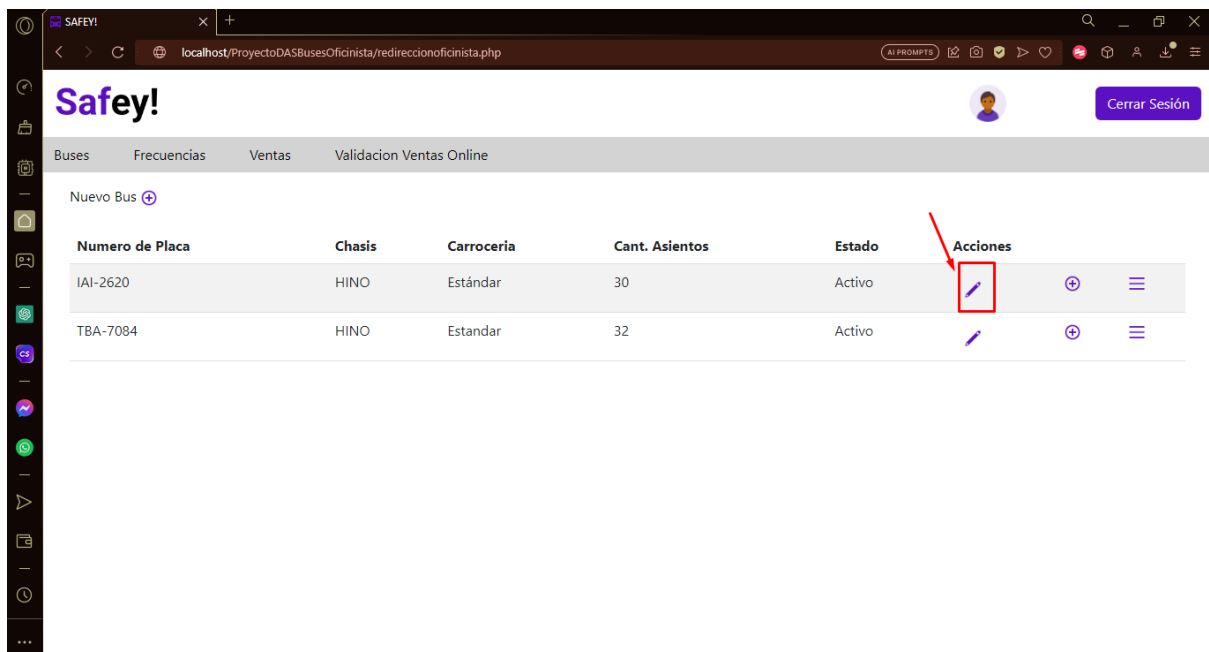 SAFEY!
localhost/ProyectoDASBusesOficinista/redireccionoficinista.php
AI PROMPTS
Safey!
Cerrar Sesión
Buses Frecuencias Ventas Validacion Ventas Online
Nuevo Bus
Numero de Placa Chasis Carroceria Cant. Asientos Estado Acciones
IAI-2620 HINO Estándar 30 Activo
TBA-7084 HINO Estandar 32 Activo
CS